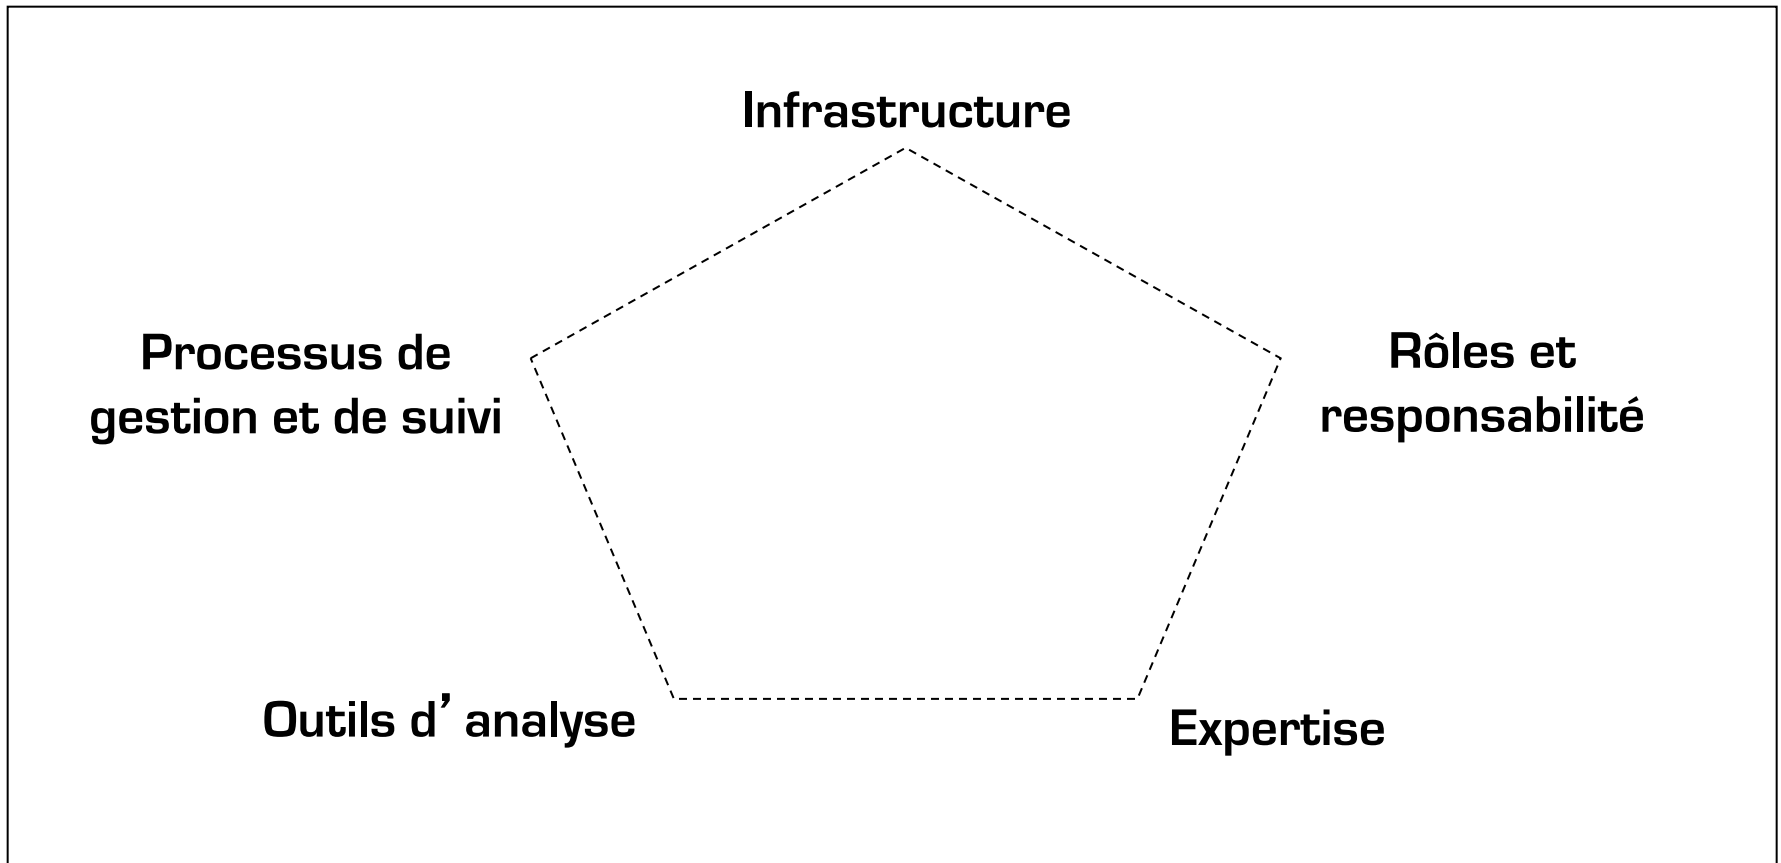 Infrastructure
Processus de
gestion et de suivi
Rôles et
responsabilité
Outils d’ analyse
Expertise